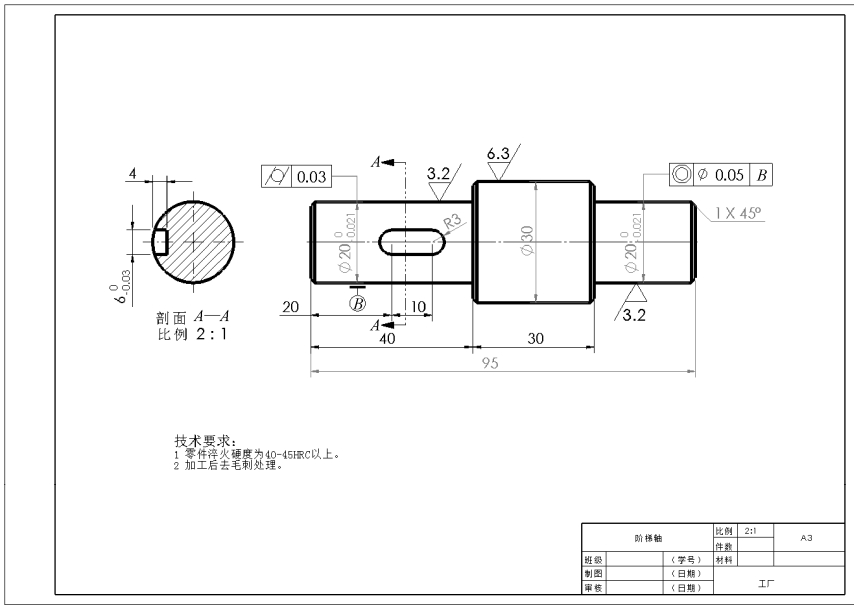 A
6.3
3.2
4
⌭ 0.03
◎ ∅ 0.05 B
R3
1 X 45°
∅20 0 -0.021
∅30
∅20 0 -0.021
6 0 -0.03
B
20
10
3.2
剖面 A—A
比例 2:1
A
40
30
95
技术要求:
1 零件淬火硬度为40-45HRC以上。
2 加工后去毛刺处理。
阶梯轴
比例 2:1
A3
件数
班级 (学号) 材料
制图 (日期)
工厂
审核 (日期)